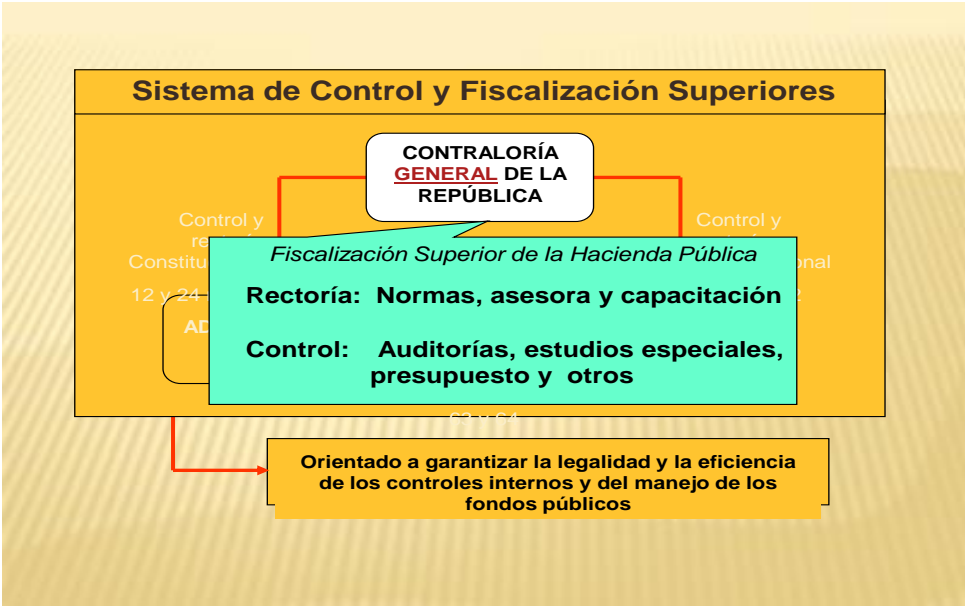 Sistema de Control y Fiscalización Superiores
CONTRALORÍA
GENERAL DE LA
REPÚBLICA
Control y
Control y
Fiscalización Superior de la Hacienda Pública
12 y
Rectoría: Normas, asesora y capacitación
Control: Auditorías, estudios especiales,
presupuesto y otros
Orientado a garantizar la legalidad y la eficiencia
de los controles internos y del manejo de los
fondos públicos